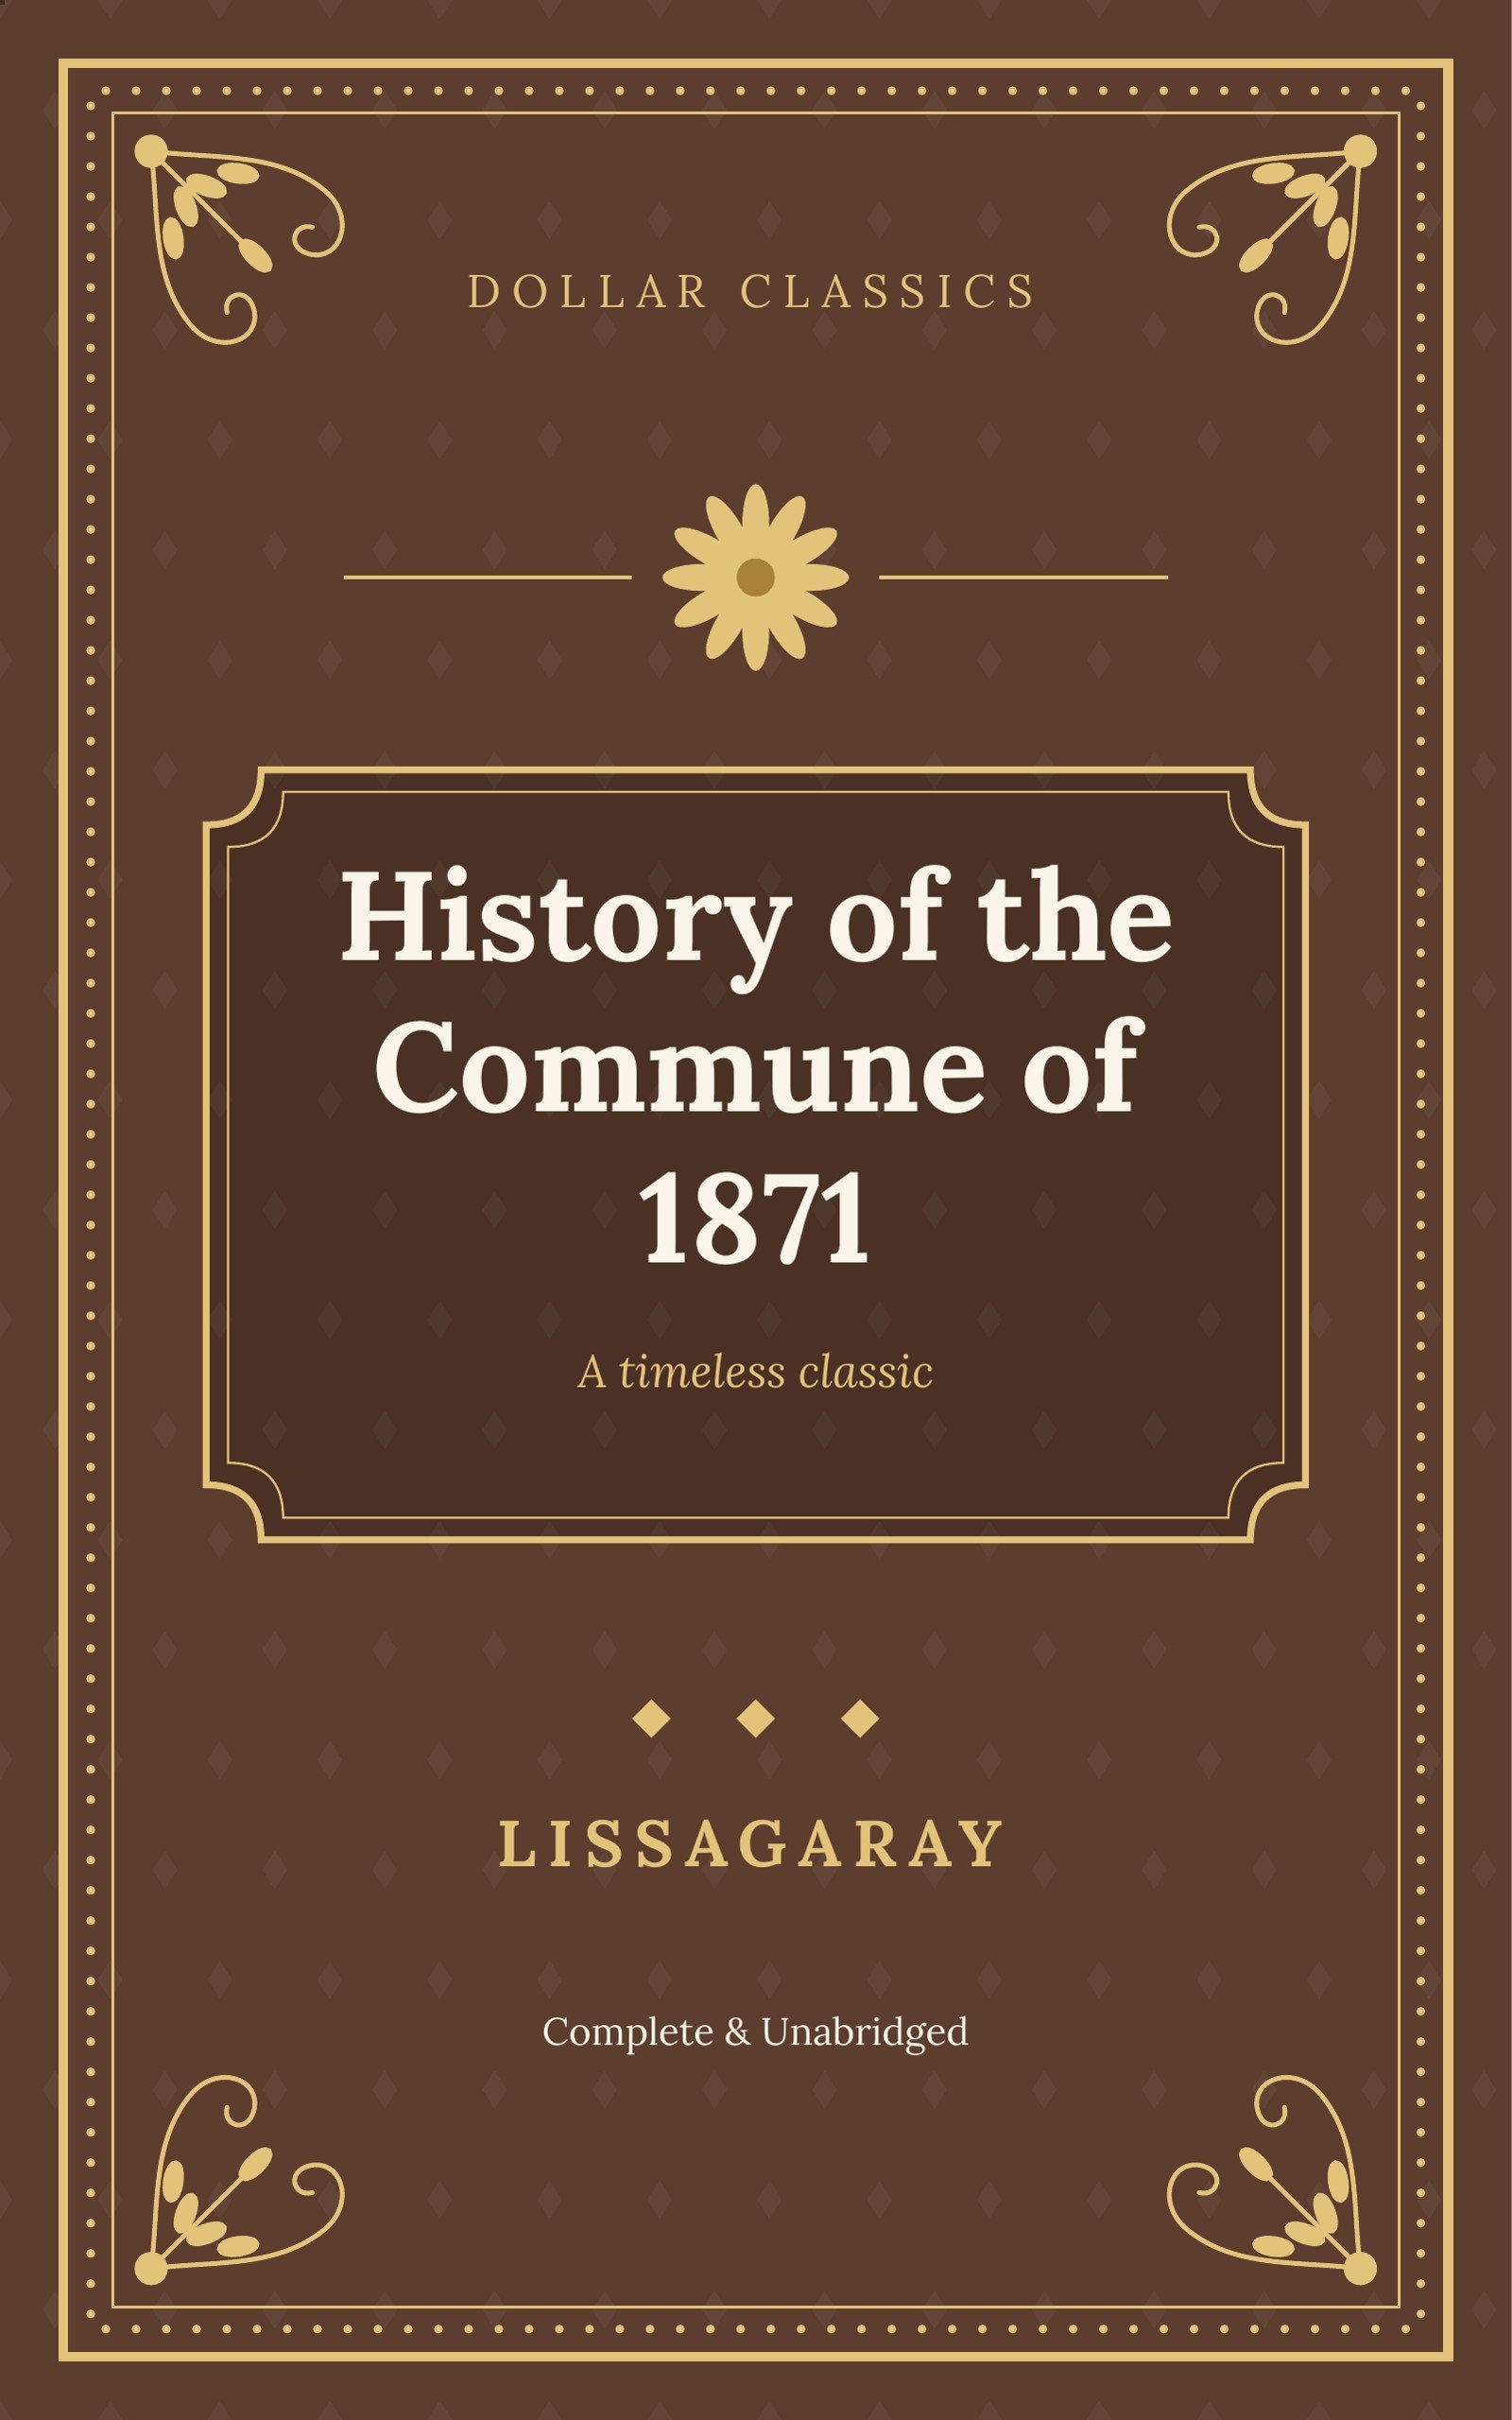 DOLLAR CLASSICS
History of the
Commune of
1871
A timeless classic
LISSAGARAY
Complete & Unabridged